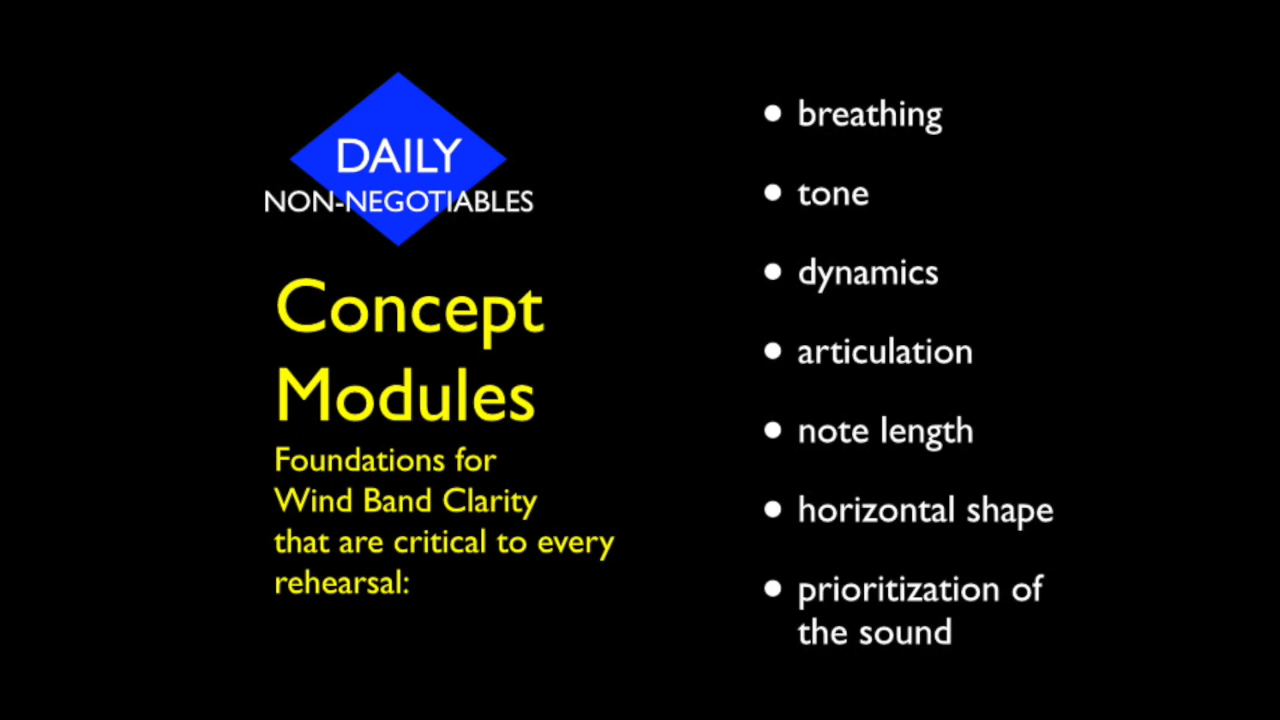 DAILY
NON-NEGOTIABLES
Concept
Modules
Foundations for
Wind Band Clarity
that are critical to every
rehearsal:
• breathing
• tone
• dynamics
• articulation
• note length
• horizontal shape
• prioritization of
the sound